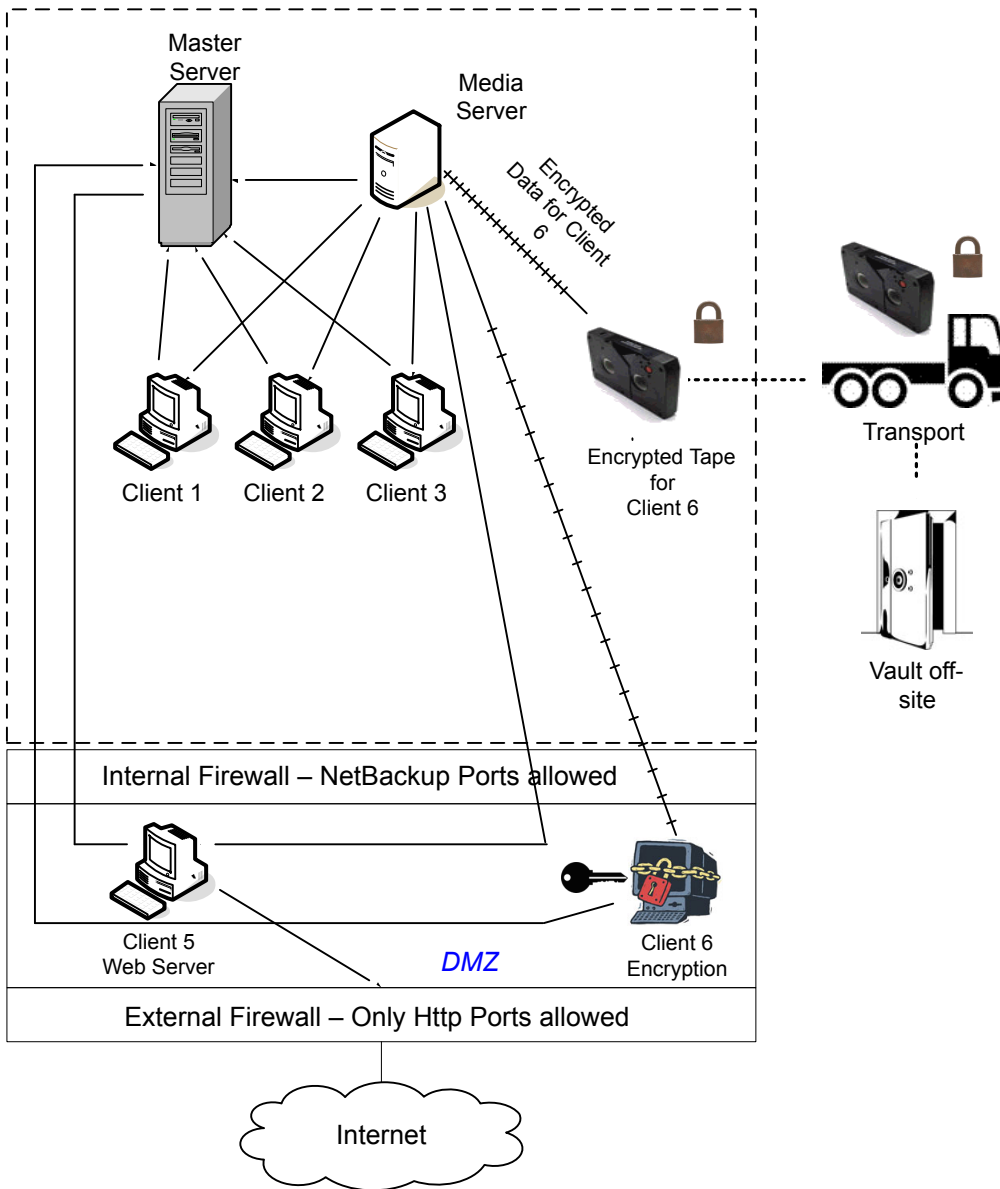 Master
Server
Media
Server
Encrypted
Data for Client
6
Client 1
Client 2
Client 3
Encrypted Tape
for
Client 6
Transport
Vault off-
site
Internal Firewall – NetBackup Ports allowed
Client 5
Web Server
DMZ
Client 6
Encryption
External Firewall – Only Http Ports allowed
Internet